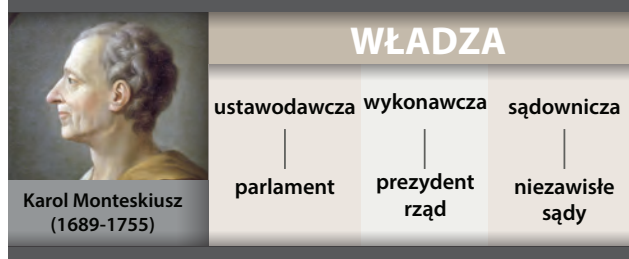 WŁADZA
ustawodawcza
wykonawcza
sądownicza
parlament
prezydent
rząd
niezawisłe
sądy
Karol Monteskiusz
(1689-1755)